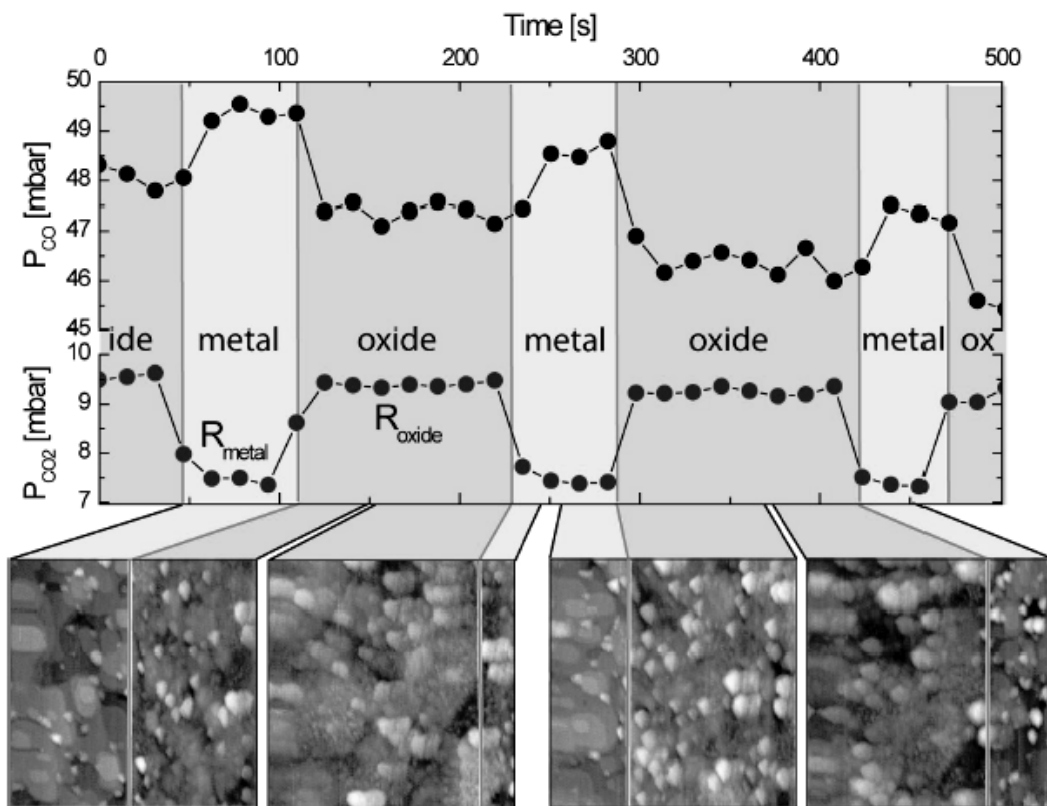 Time [s]
0 100 200 300 400 500
50
49
48
47
46
45
P_CO [mbar]
ide metal oxide metal oxide metal ox
10
9
8
7
P_CO2 [mbar]
R_metal R_oxide